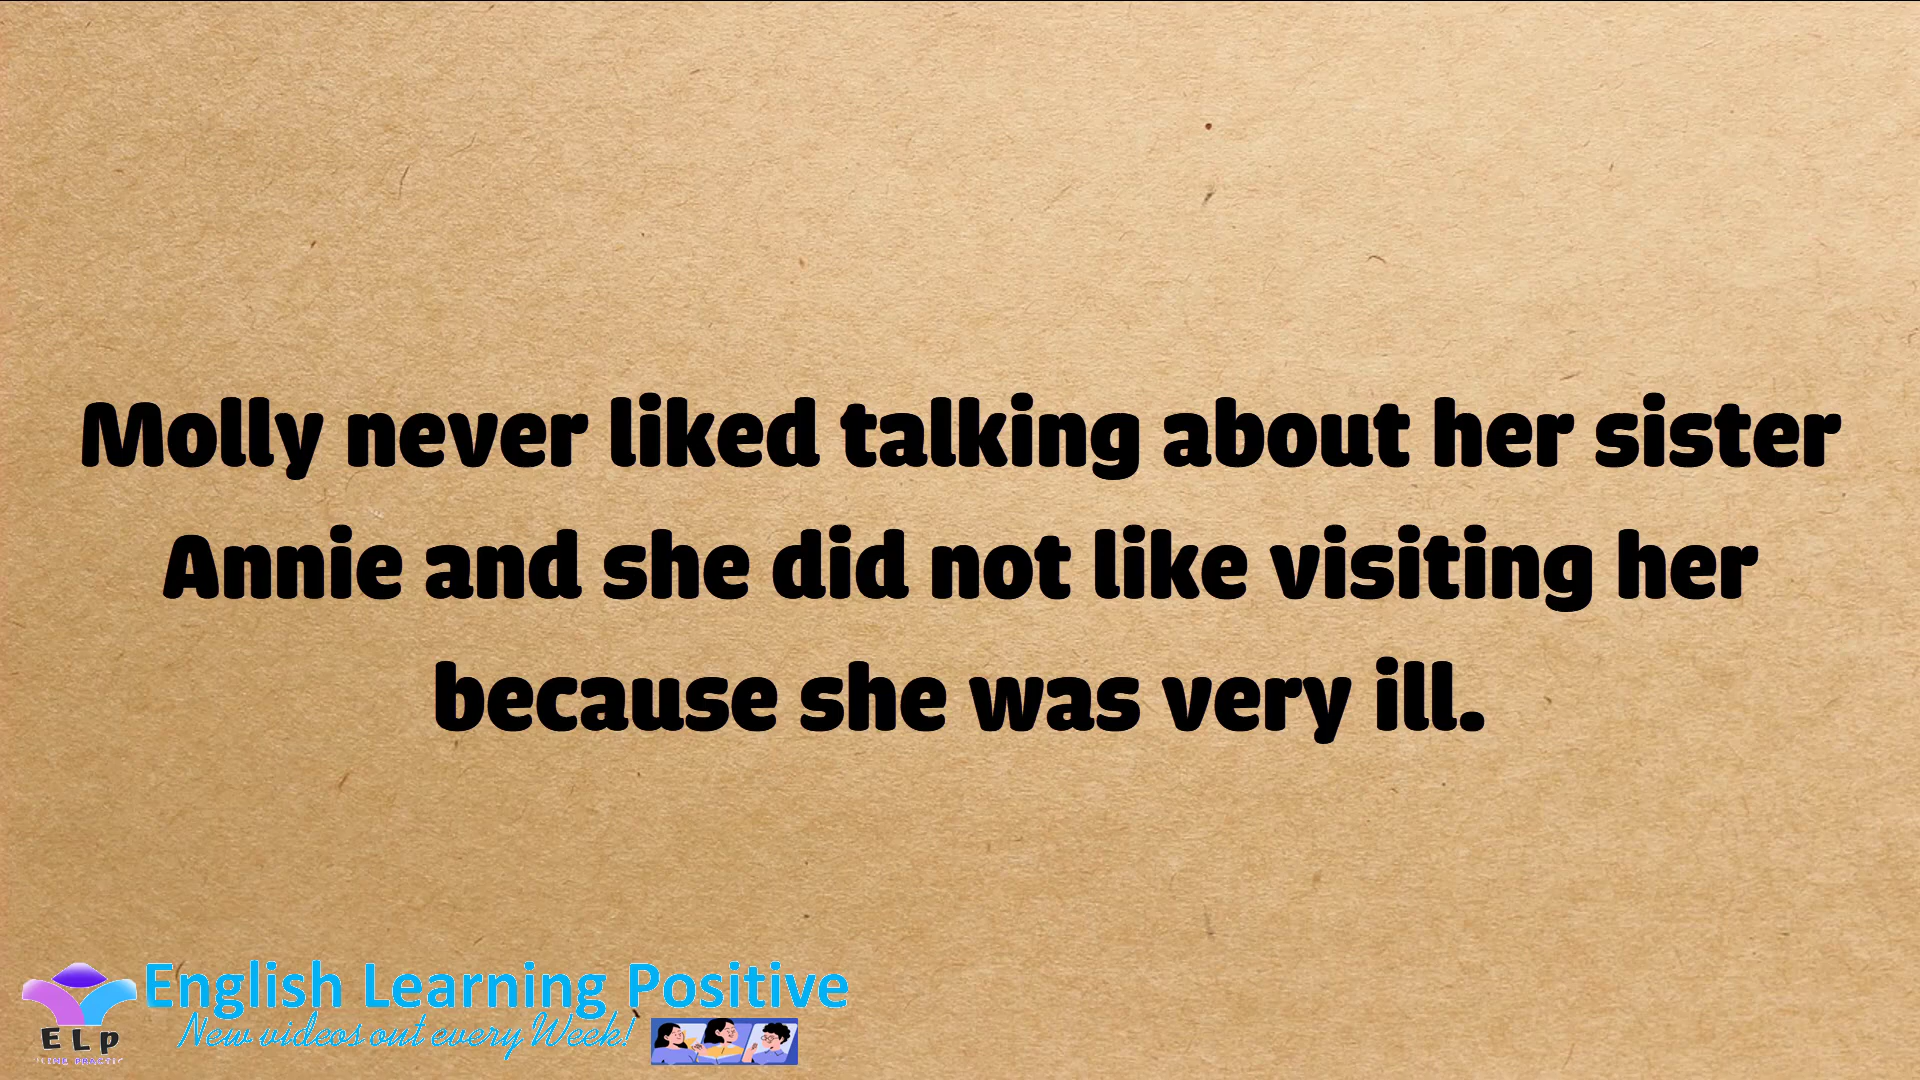 Molly never liked talking about her sister
Annie and she did not like visiting her
because she was very ill.
English Learning Positive
New videos out every Week!
ELp